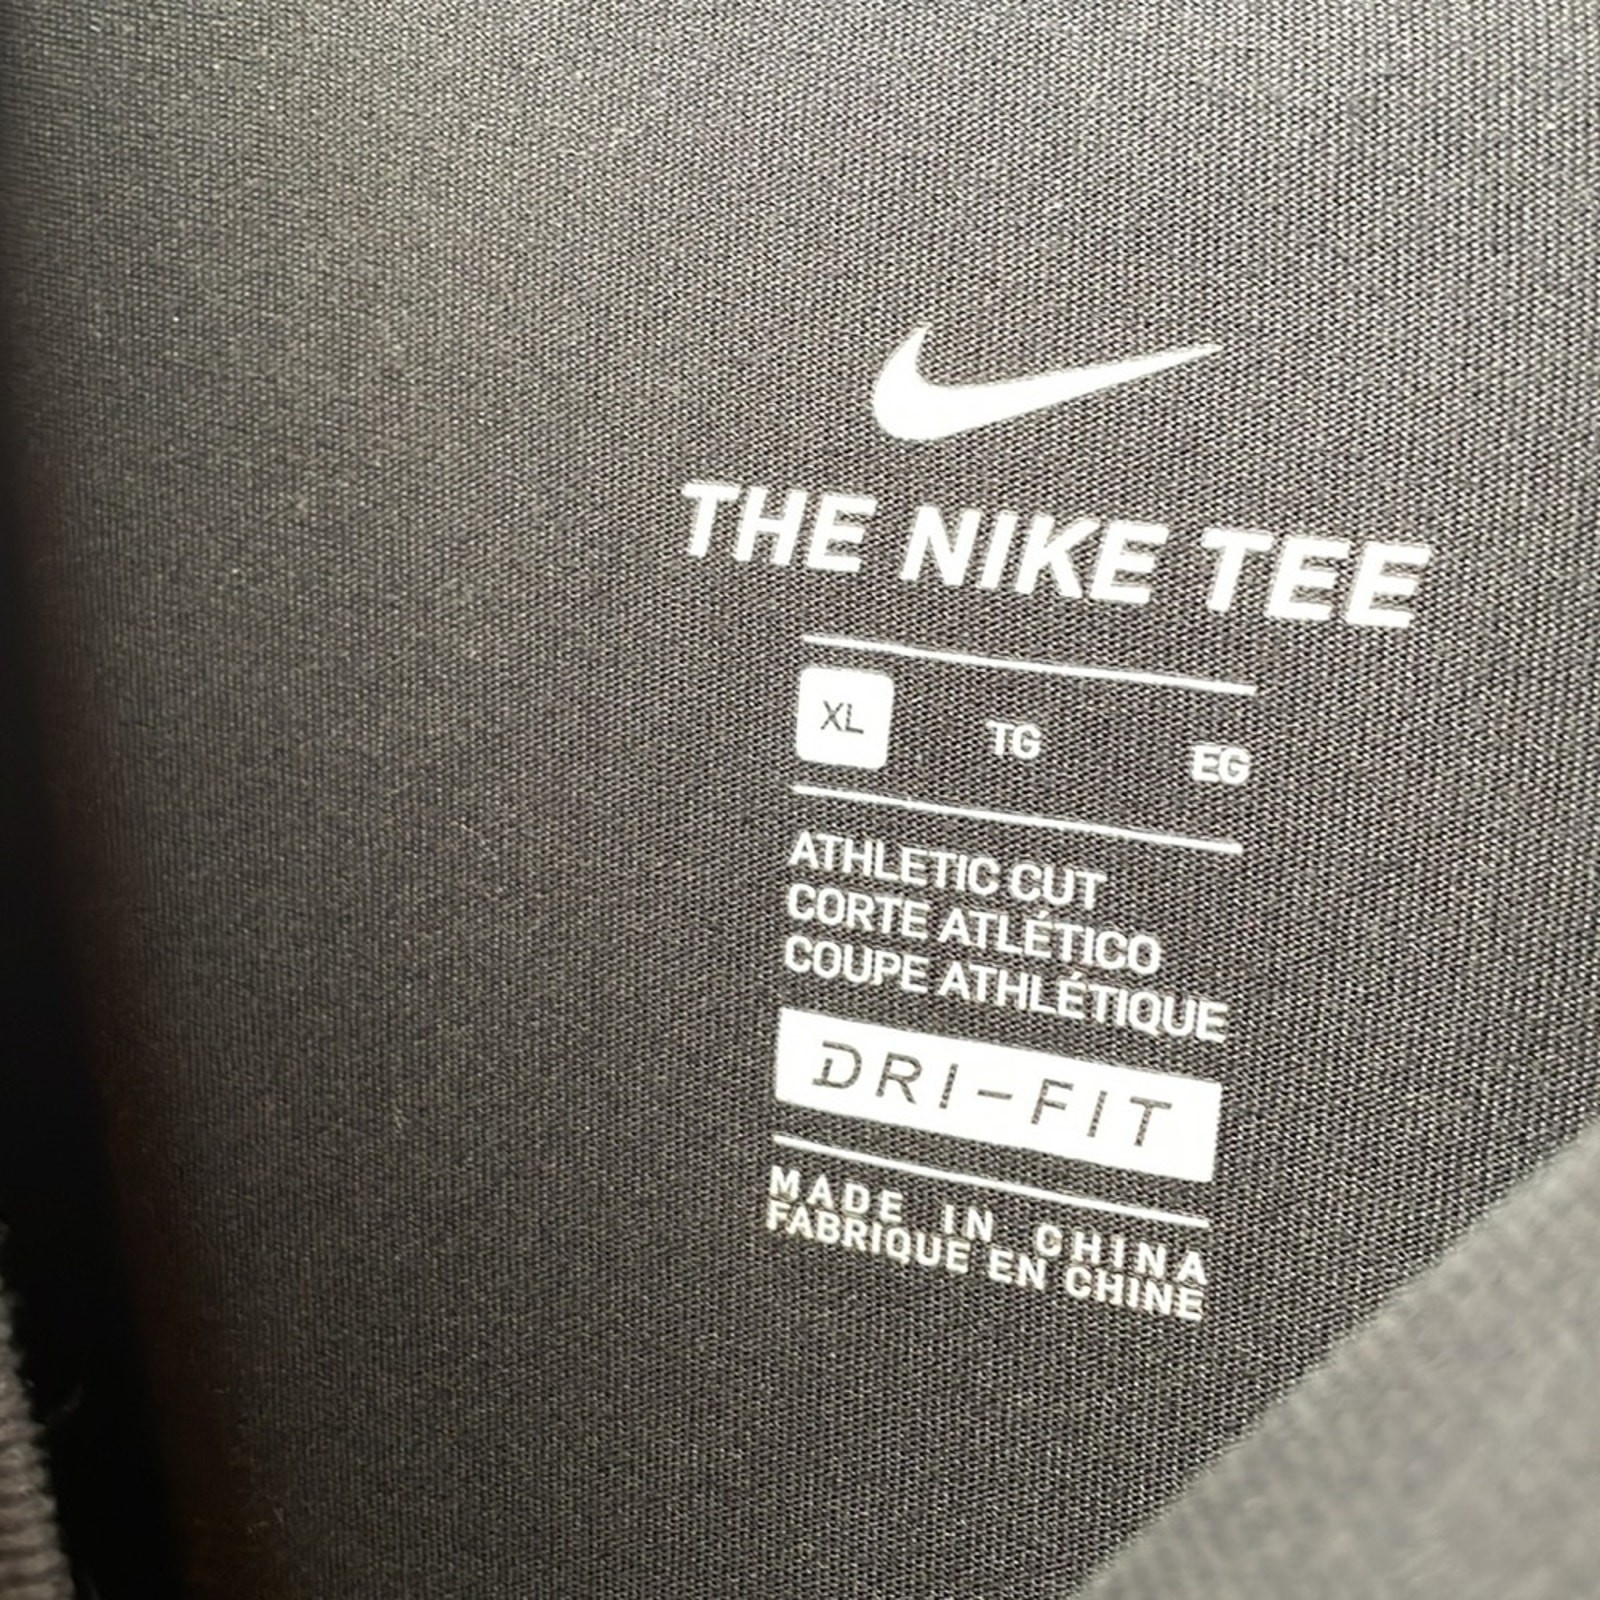 THE NIKE TEE
XL TG EG
ATHLETIC CUT
CORTE ATLÉTICO
COUPE ATHLÉTIQUE
DRI-FIT
MADE IN CHINA
FABRIQUE EN CHINE